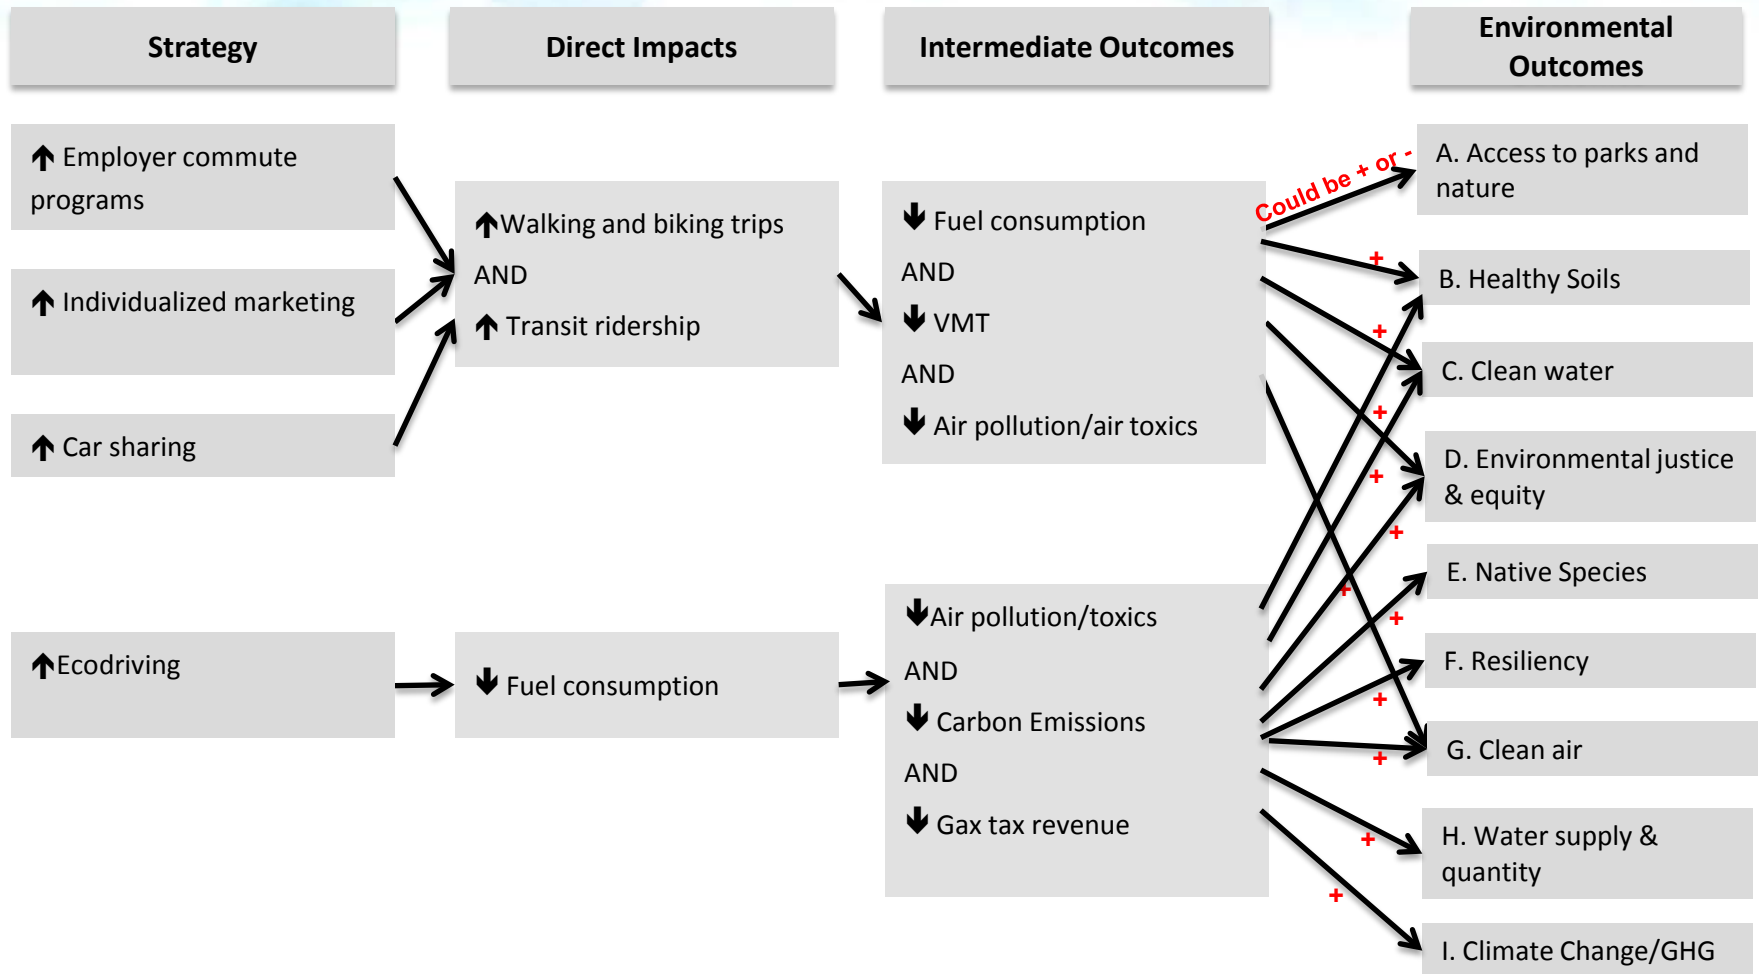 Strategy
Direct Impacts
Intermediate Outcomes
Environmental
Outcomes
🡹 Employer commute
programs
🡹 Individualized marketing
🡹 Car sharing
🡹Ecodriving
🡹Walking and biking trips
AND
🡹 Transit ridership
🡻 Fuel consumption
🡻 Fuel consumption
AND
🡻 VMT
AND
🡻 Air pollution/air toxics
🡻Air pollution/toxics
AND
🡻 Carbon Emissions
AND
🡻 Gax tax revenue
Could be + or -
+
+
+
+
+
+
+
+
+
+
+
A. Access to parks and
nature
B. Healthy Soils
C. Clean water
D. Environmental justice
& equity
E. Native Species
F. Resiliency
G. Clean air
H. Water supply &
quantity
I. Climate Change/GHG